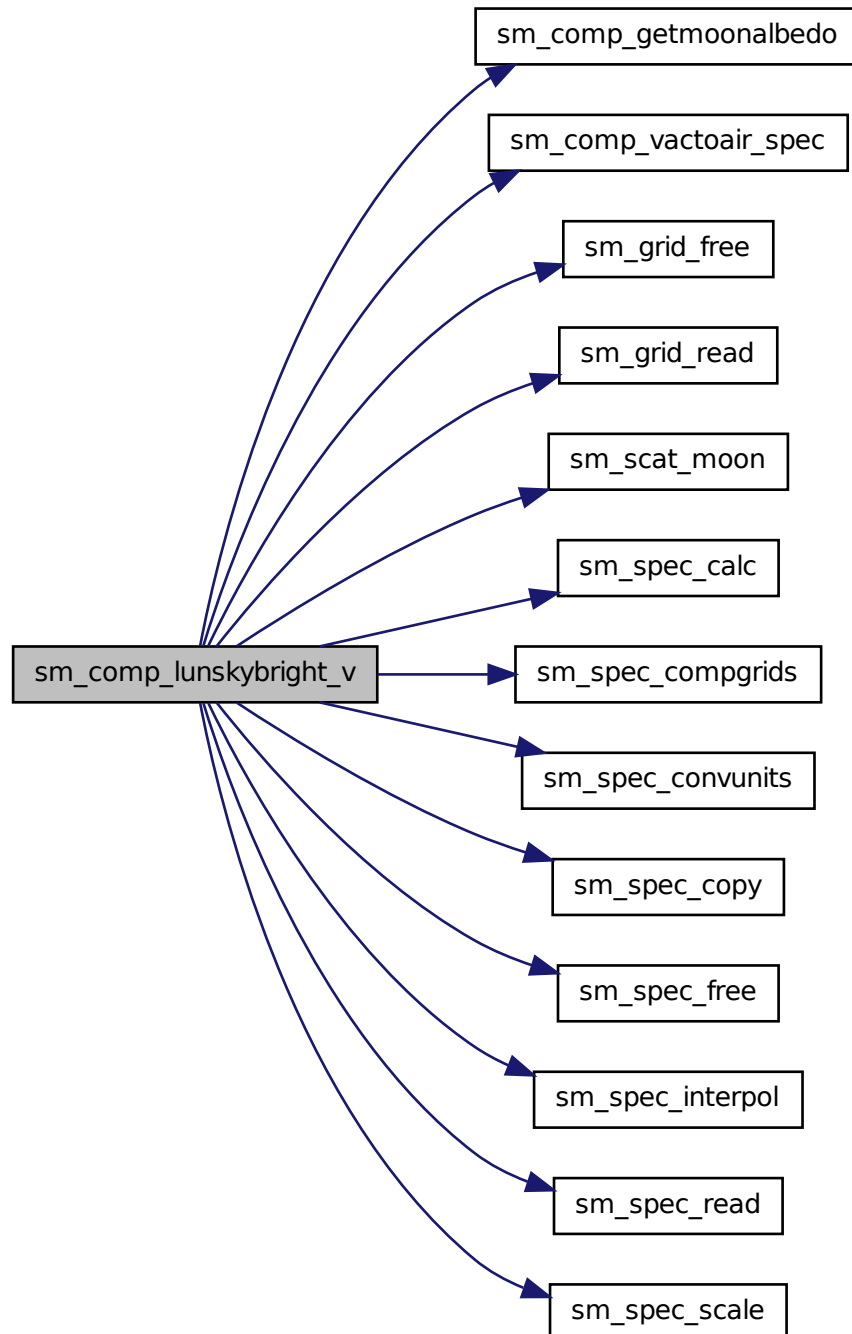 sm_comp_getmoonalbedo
sm_comp_vactoair_spec
sm_grid_free
sm_grid_read
sm_scat_moon
sm_spec_calc
sm_comp_lunskybright_v
sm_spec_compgrids
sm_spec_convunits
sm_spec_copy
sm_spec_free
sm_spec_interpol
sm_spec_read
sm_spec_scale